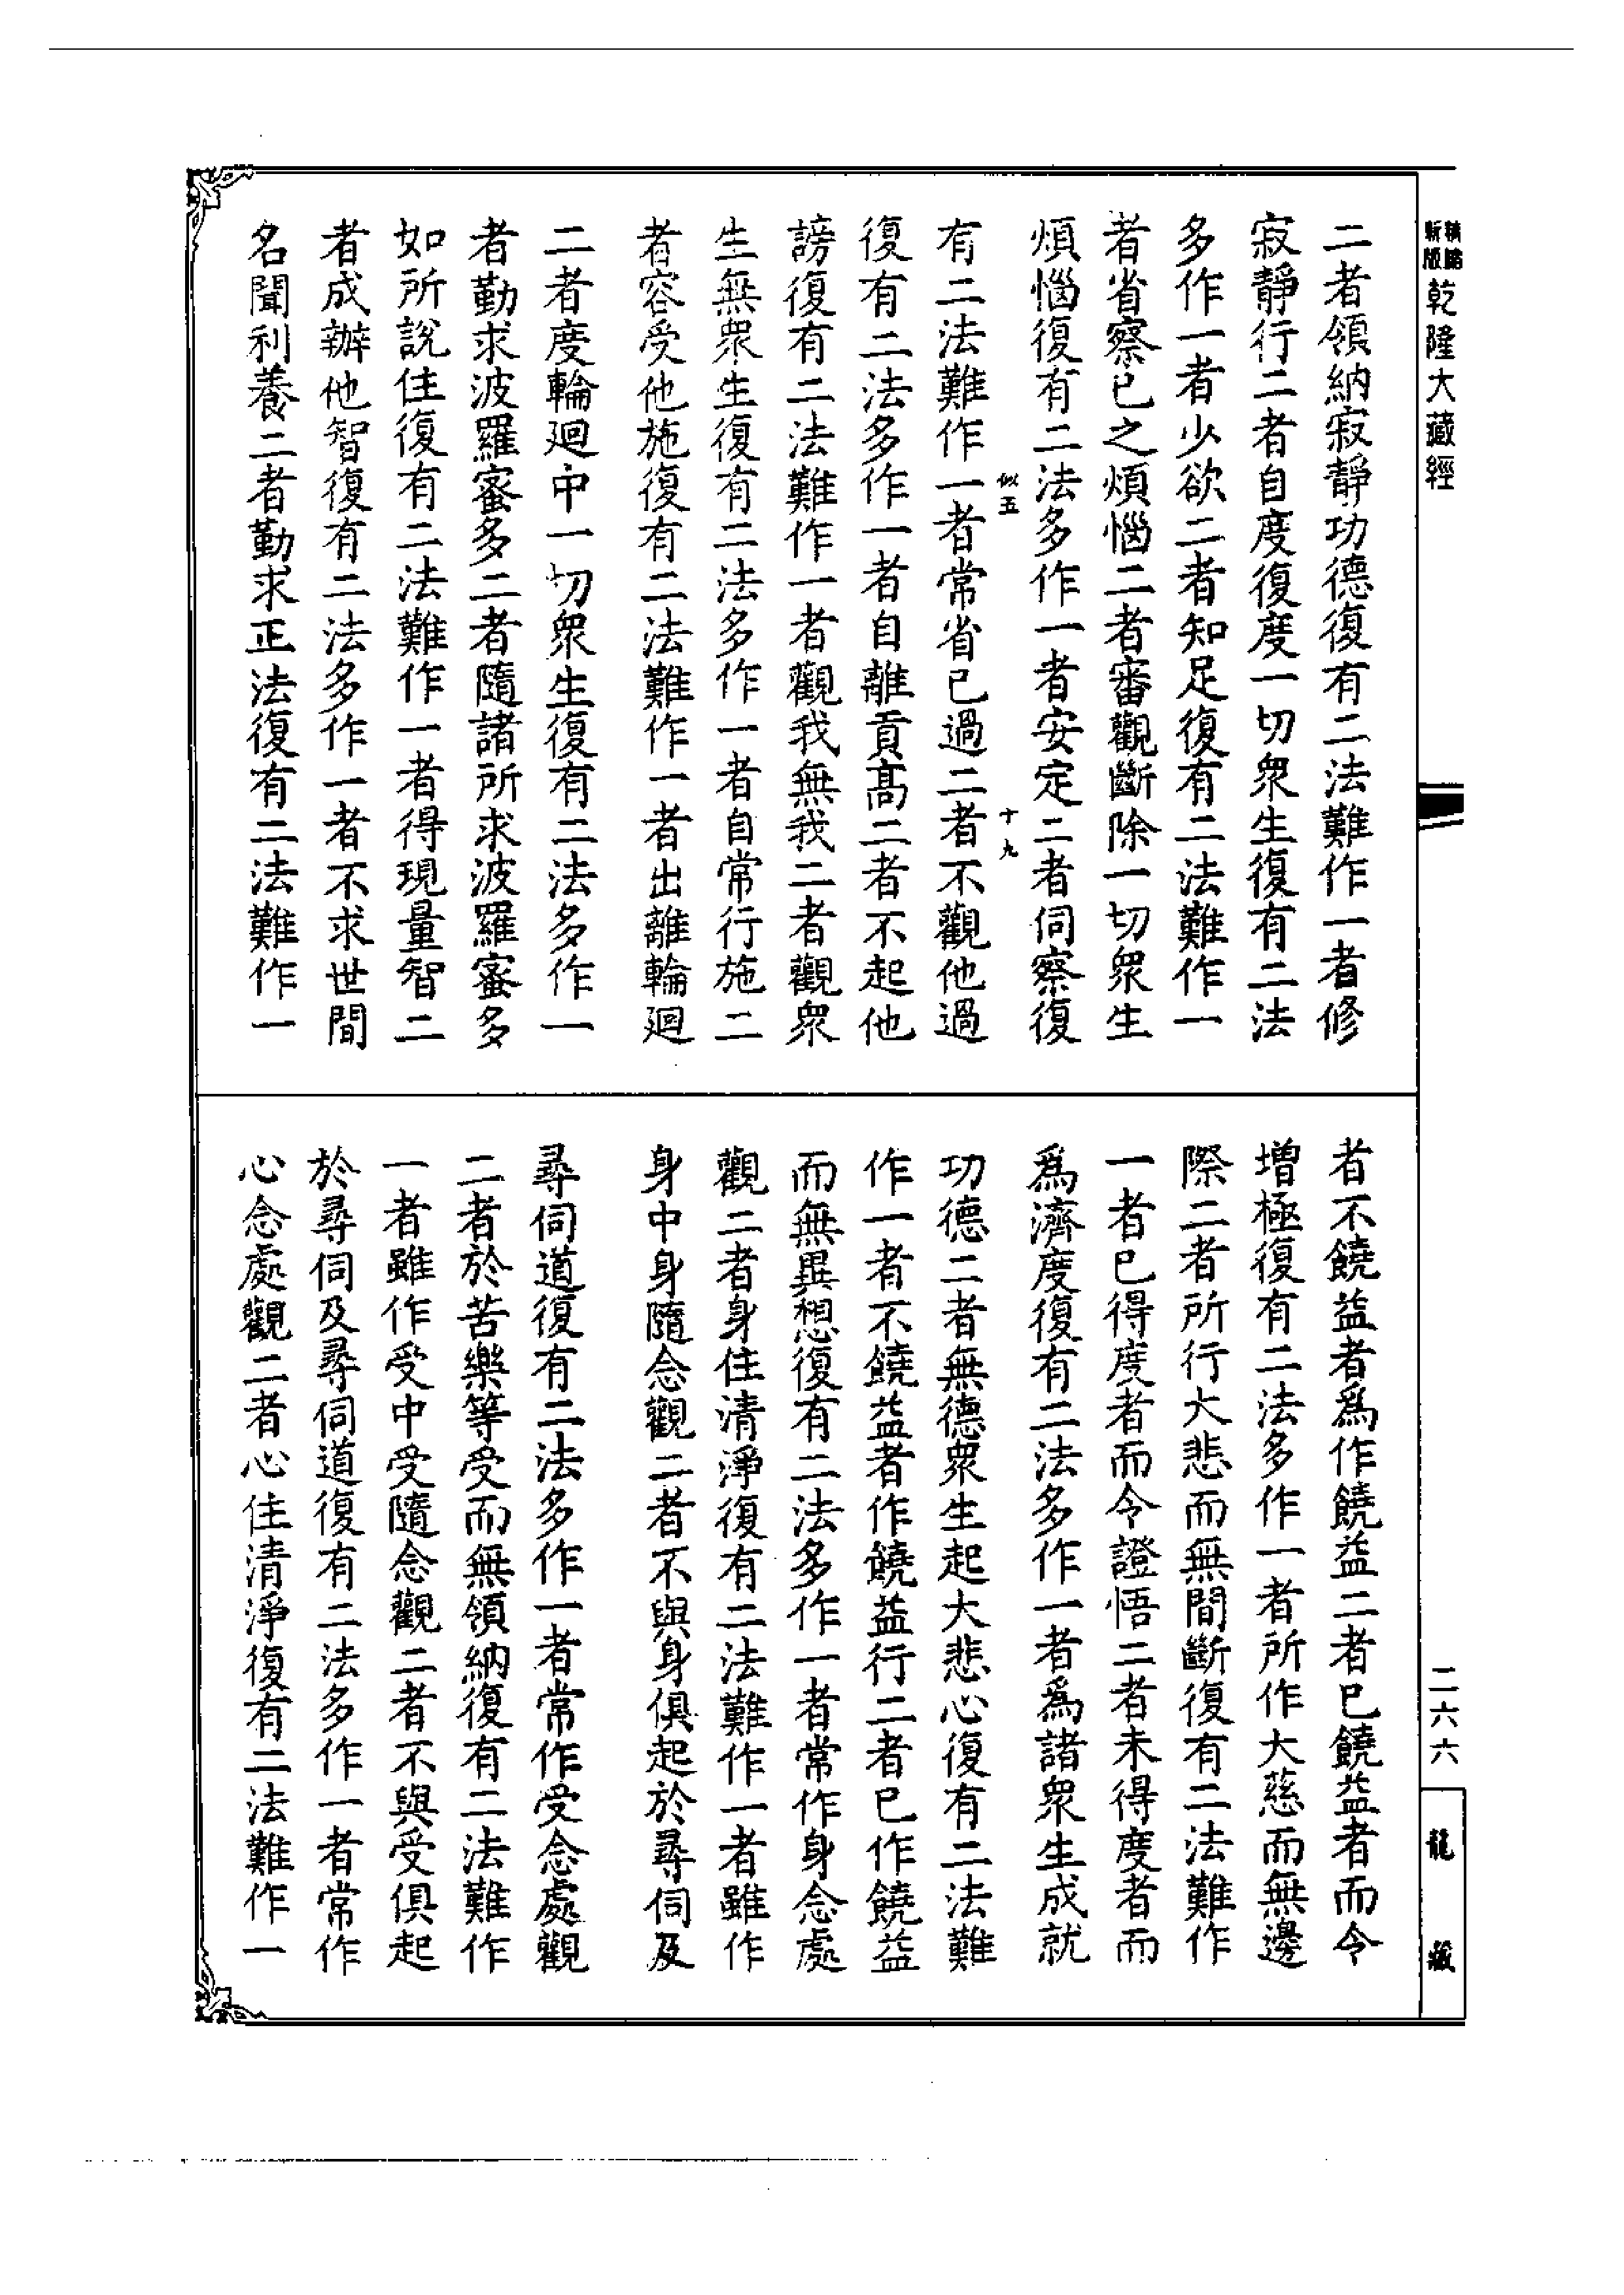 精縮
新版
乾隆大藏經
二六六
龍藏
二者領納寂靜功德復有二法難作一者修
寂靜行二者自度復度一切衆生復有二法
多作一者少欲二者知足復有二法難作一
者省察已之煩惱二者審觀斷除一切衆生
煩惱復有二法多作一者安定二者伺察復
似五
十九
有二法難作一者常省已過二者不觀他過
復有二法多作一者自離貢高二者不起他
謗復有二法難作一者觀我無我二者觀衆
生無衆生復有二法多作一者自常行施二
者容受他施復有二法難作一者出離輪廻
二者度輪廻中一切衆生復有二法多作一
者勤求波羅蜜多二者隨諸所求波羅蜜多
如所說住復有二法難作一者得現量智二
者成辦他智復有二法多作一者不求世間
名聞利養二者勤求正法復有二法難作一
者不饒益者爲作饒益二者已饒益者而令
增極復有二法多作一者所作大慈而無邊
際二者所行大悲而無間斷復有二法難作
一者已得度者而令證悟二者未得度者而
爲濟度復有二法多作一者爲諸衆生成就
功德二者無德衆生起大悲心復有二法難
作一者不饒益者作饒益行二者已作饒益
而無異想復有二法多作一者常作身念處
觀二者身住清淨復有二法難作一者雖作
身中身隨念觀二者不與身俱起於尋伺及
尋伺道復有二法多作一者常作受念處觀
二者於苦樂等受而無領納復有二法難作
一者雖作受中受隨念觀二者不與受俱起
於尋伺及尋伺道復有二法多作一者常作
心念處觀二者心住清淨復有二法難作一